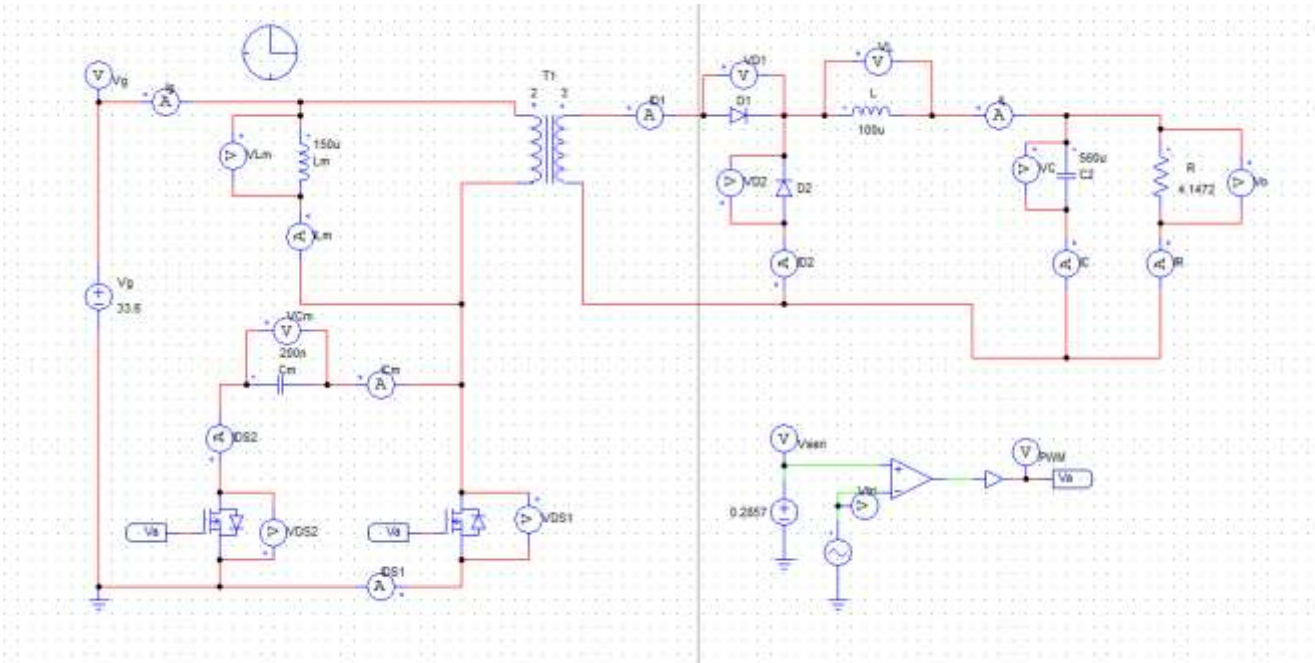 V Vg
A
T1
2 3
V VD1
D1
A ID1
V VL
L
100u
A IL
V VLm
150u
Lm
A ILm
V VD2
D2
A ID2
VC
560u
C2
R
4.1472
V Vo
A IC
A IR
Vg
33.6
VCm
V
200n
Cm
ICm
A
A IDS2
Va
V VDS2
Va
V VDS1
IDS1
A
V Vsen
0.2857
Vtri
V
V PWM
Va